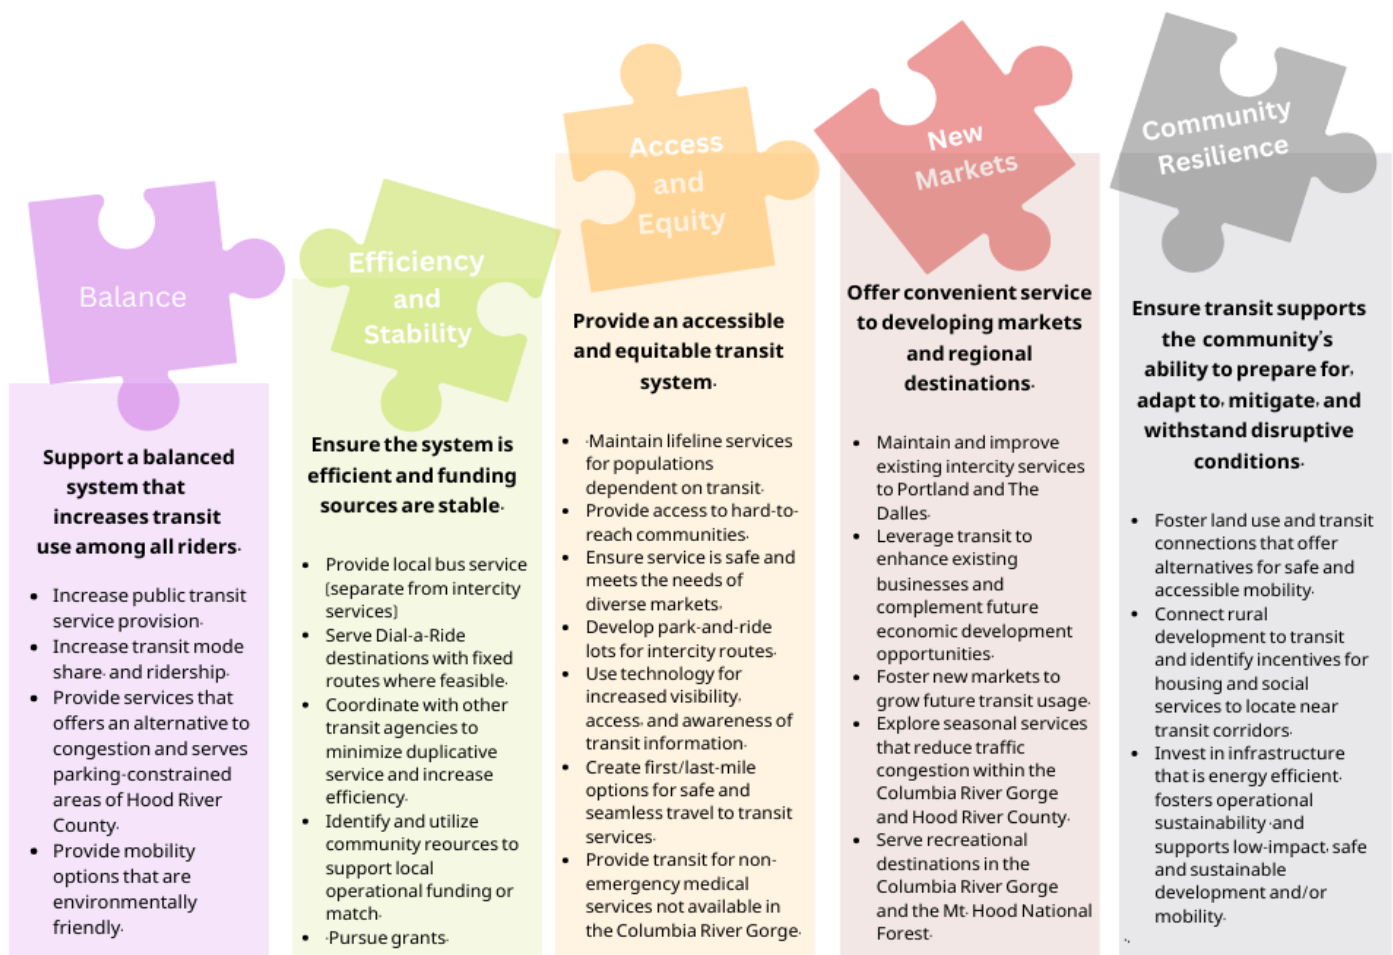 Balance
Support a balanced
system that
increases transit
use among all riders.
• Increase public transit
service provision.
• Increase transit mode
share, and ridership.
• Provide services that
offers an alternative to
congestion and serves
parking-constrained
areas of Hood River
County.
• Provide mobility
options that are
environmentally
friendly.
Efficiency
and
Stability
Ensure the system is
efficient and funding
sources are stable.
• Provide local bus service
(separate from intercity
services)
• Serve Dial-a-Ride
destinations with fixed
routes where feasible.
• Coordinate with other
transit agencies to
minimize duplicative
service and increase
efficiency.
• Identify and utilize
community reources to
support local
operational funding or
match.
• .Pursue grants.
Access
and
Equity
Provide an accessible
and equitable transit
system.
• .Maintain lifeline services
for populations
dependent on transit.
• Provide access to hard-to-
reach communities.
• Ensure service is safe and
meets the needs of
diverse markets.
• Develop park-and-ride
lots for intercity routes.
• Use technology for
increased visibility,
access, and awareness of
transit information.
• Create first/last-mile
options for safe and
seamless travel to transit
services.
• Provide transit for non-
emergency medical
services not available in
the Columbia River Gorge.
New
Markets
Offer convenient service
to developing markets
and regional
destinations.
• Maintain and improve
existing intercity services
to Portland and The
Dalles.
• Leverage transit to
enhance existing
businesses and
complement future
economic development
opportunities.
• Foster new markets to
grow future transit usage.
• Explore seasonal services
that reduce traffic
congestion within the
Columbia River Gorge
and Hood River County.
• Serve recreational
destinations in the
Columbia River Gorge
and the Mt. Hood National
Forest.
Community
Resilience
Ensure transit supports
the community's
ability to prepare for,
adapt to, mitigate, and
withstand disruptive
conditions.
• Foster land use and transit
connections that offer
alternatives for safe and
accessible mobility.
• Connect rural
development to transit
and identify incentives for
housing and social
services to locate near
transit corridors.
• Invest in infrastructure
that is energy efficient,
fosters operational
sustainability ,and
supports low-impact, safe
and sustainable
development and/or
mobility.
.,